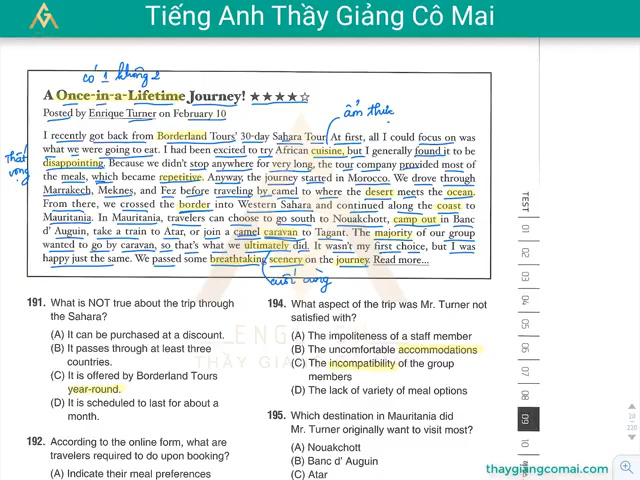 Tiếng Anh Thầy Giảng Cô Mai
có 1 không 2
A Once-in-a-Lifetime Journey! ★★★★☆
Posted by Enrique Turner on February 10
ẩm thực
I recently got back from Borderland Tours' 30-day Sahara Tour. At first, all I could focus on was
what we were going to eat. I had been excited to try African cuisine, but I generally found it to be
Thất vọng
disappointing. Because we didn't stop anywhere for very long, the tour company provided most of
the meals, which became repetitive. Anyway, the journey started in Morocco. We drove through
Marrakech, Meknes, and Fez before traveling by camel to where the desert meets the ocean.
From there, we crossed the border into Western Sahara and continued along the coast to
Mauritania. In Mauritania, travelers can choose to go south to Nouakchott, camp out in Banc
d' Auguin, take a train to Atar, or join a camel caravan to Tagant. The majority of our group
wanted to go by caravan, so that's what we ultimately did. It wasn't my first choice, but I was
happy just the same. We passed some breathtaking scenery on the journey. Read more...
cuối cùng
191. What is NOT true about the trip through
the Sahara?
(A) It can be purchased at a discount.
(B) It passes through at least three
countries.
(C) It is offered by Borderland Tours
year-round.
(D) It is scheduled to last for about a
month.
192. According to the online form, what are
travelers required to do upon booking?
(A) Indicate their meal preferences
194. What aspect of the trip was Mr. Turner not
satisfied with?
(A) The impoliteness of a staff member
(B) The uncomfortable accommodations
(C) The incompatibility of the group
members
(D) The lack of variety of meal options
195. Which destination in Mauritania did
Mr. Turner originally want to visit most?
(A) Nouakchott
(B) Banc d' Auguin
(C) Atar
TEST
01
02
03
04
05
06
07
08
09
10
220
ENGLISH
THẦY GIẢNG
thaygiangcomai.com